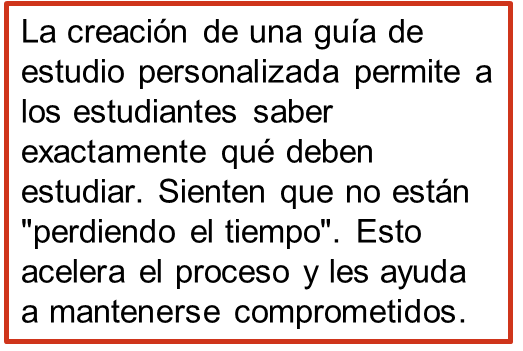 La creación de una guía de
estudio personalizada permite a
los estudiantes saber
exactamente qué deben
estudiar. Sienten que no están
"perdiendo el tiempo". Esto
acelera el proceso y les ayuda
a mantenerse comprometidos.